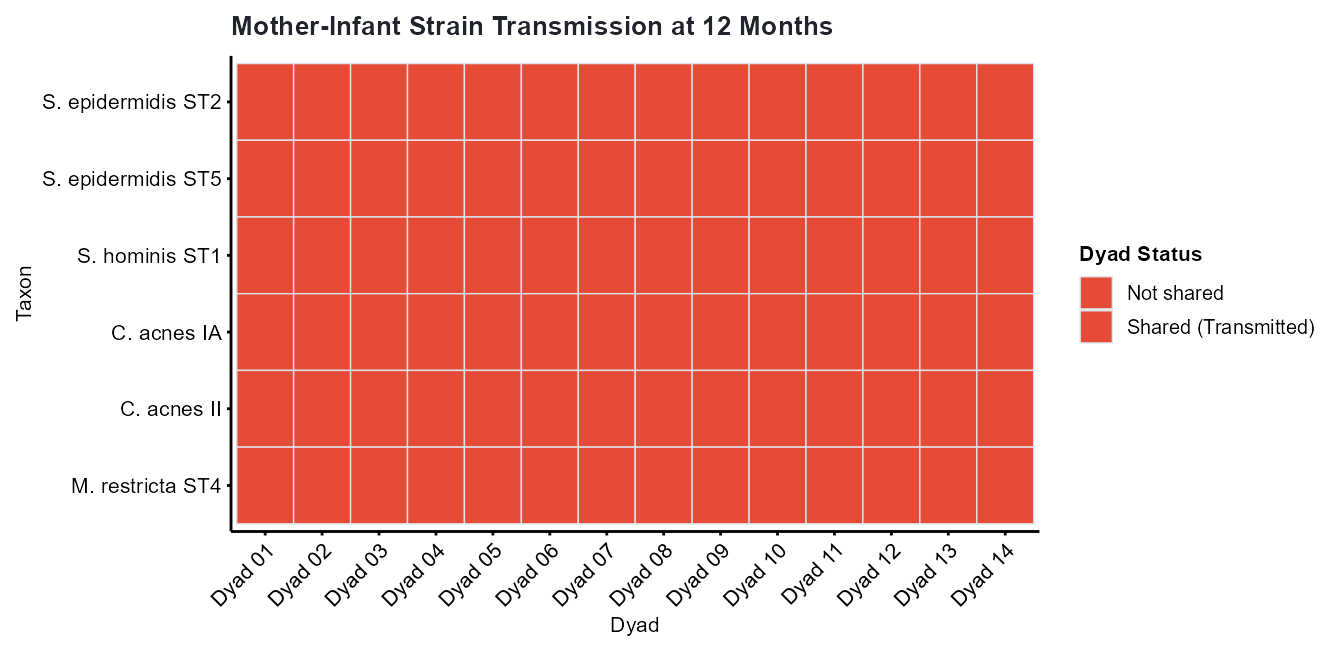 Mother-Infant Strain Transmission at 12 Months
Taxon
S. epidermidis ST2
S. epidermidis ST5
S. hominis ST1
C. acnes IA
C. acnes II
M. restricta ST4
Dyad 01
Dyad 02
Dyad 03
Dyad 04
Dyad 05
Dyad 06
Dyad 07
Dyad 08
Dyad 09
Dyad 10
Dyad 11
Dyad 12
Dyad 13
Dyad 14
Dyad
Dyad Status
Not shared
Shared (Transmitted)